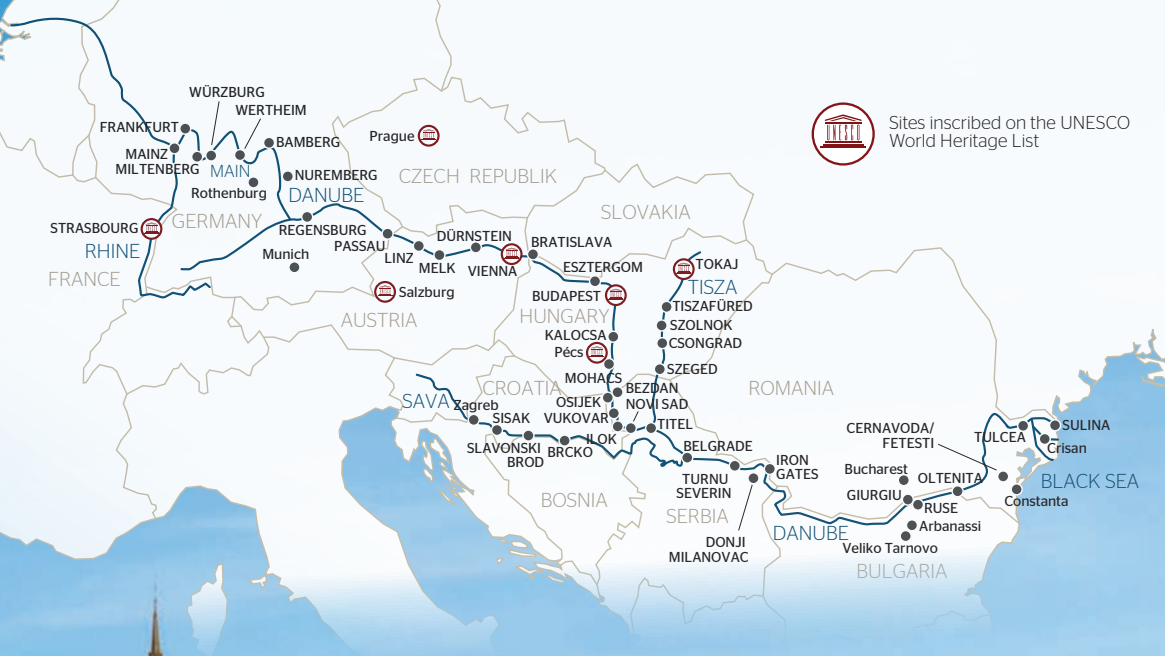 WÜRZBURG
WERTHEIM
FRANKFURT
MAINZ
MILTENBERG
MAIN
BAMBERG
Prague
UNESCO
Sites inscribed on the UNESCO
World Heritage List
NUREMBERG
Rothenburg
DANUBE
CZECH REPUBLIK
SLOVAKIA
STRASBOURG
GERMANY
REGENSBURG
RHINE
FRANCE
Munich
PASSAU
LINZ
MELK
DÜRNSTEIN
VIENNA
BRATISLAVA
ESZTERGOM
TOKAJ
TISZA
Salzburg
BUDAPEST
HUNGARY
TISZAFÜRED
AUSTRIA
SZOLNOK
KALOCSA
CSONGRAD
Pécs
SZEGED
MOHACS
CROATIA
BEZDAN
ROMANIA
SAVA
Zagreb
OSIJEK
NOVI SAD
SISAK
VUKOVAR
TITEL
ILOK
SLAVONSKI
BROD
BRCKO
BELGRADE
CERNAVODA/
FETESTI
TULCEA
SULINA
Crisan
IRON
GATES
Bucharest
OLTENITA
BLACK SEA
TURNU
SEVERIN
BOSNIA
GIURGIU
Constanta
RUSE
SERBIA
Arbanassi
DANUBE
DONJI
MILANOVAC
Veliko Tarnovo
BULGARIA